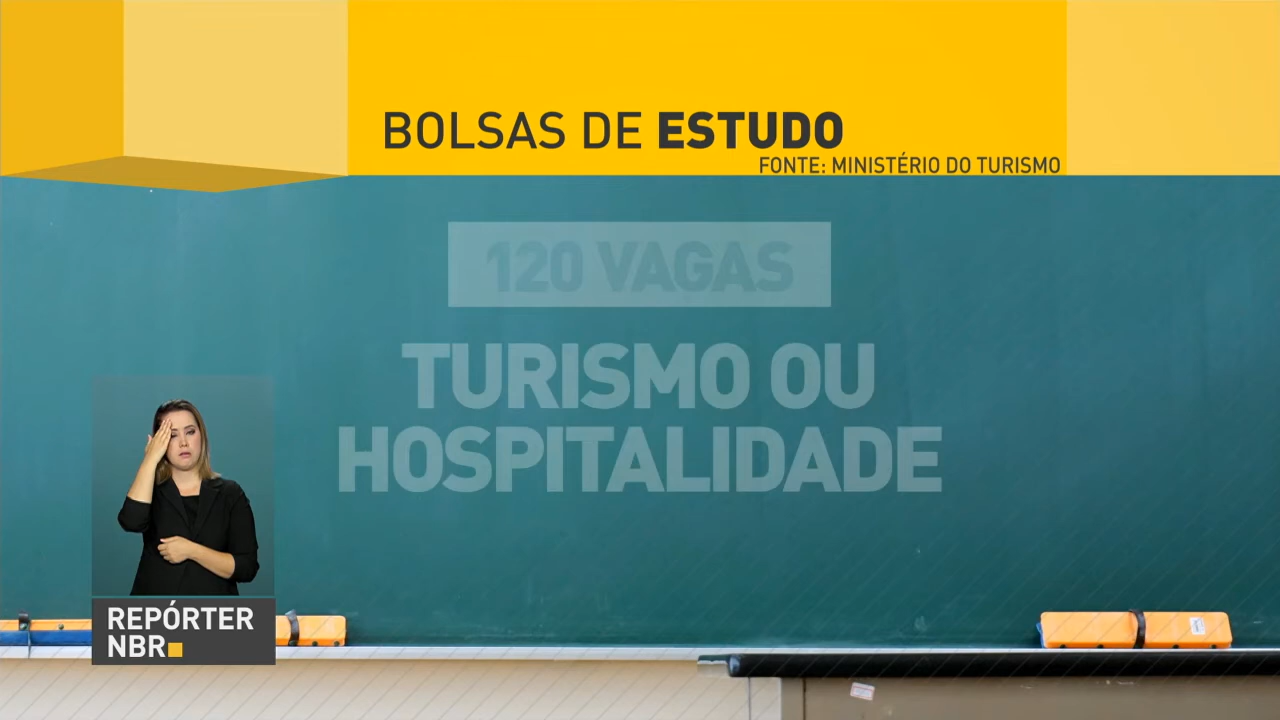 BOLSAS DE ESTUDO
FONTE: MINISTÉRIO DO TURISMO
120 VAGAS
TURISMO OU
HOSPITALIDADE
REPÓRTER
NBR